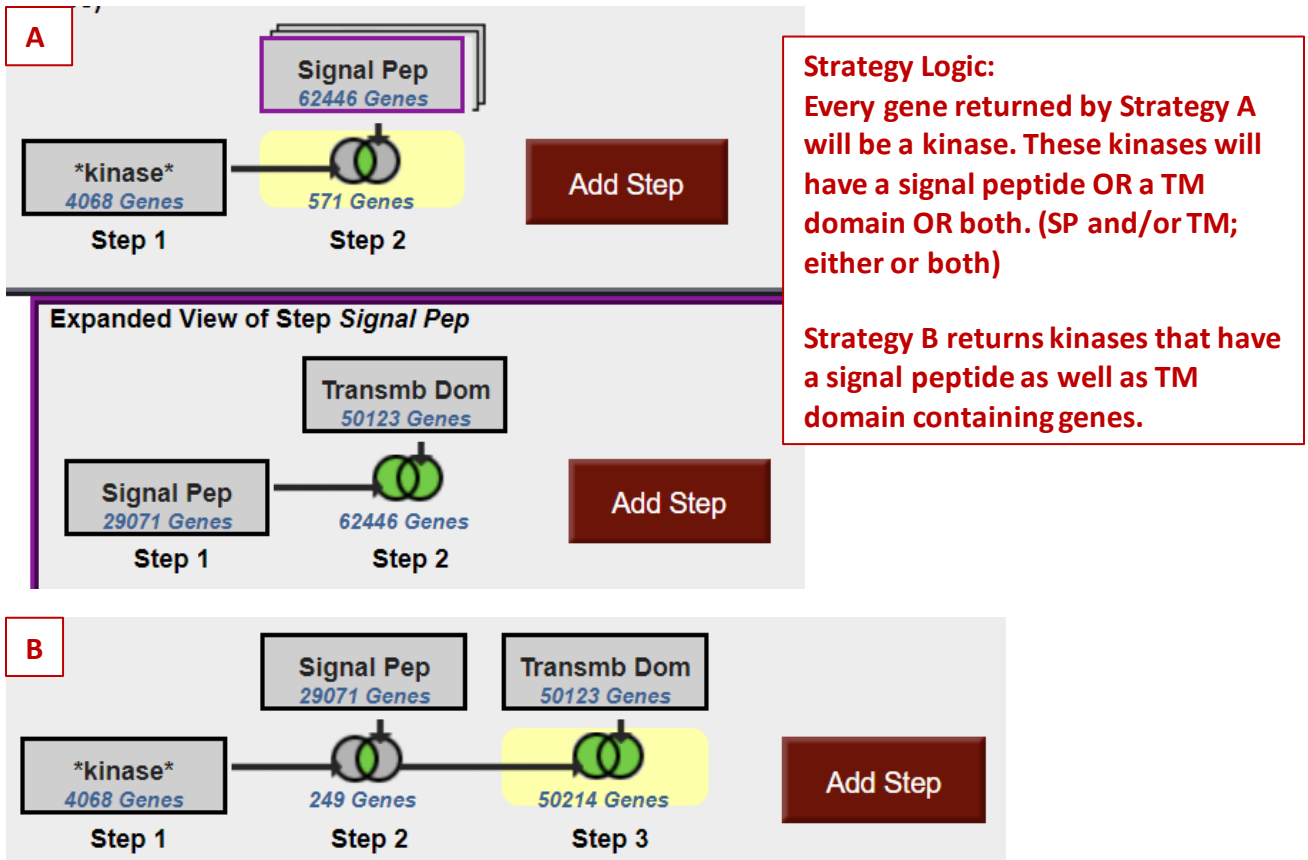 A
Signal Pep
62446 Genes
*kinase*
4068 Genes
571 Genes
Add Step
Step 1
Step 2
Strategy Logic:
Every gene returned by Strategy A
will be a kinase. These kinases will
have a signal peptide OR a TM
domain OR both. (SP and/or TM;
either or both)
Strategy B returns kinases that have
a signal peptide as well as TM
domain containing genes.
Expanded View of Step Signal Pep
Transmb Dom
50123 Genes
Signal Pep
29071 Genes
62446 Genes
Add Step
Step 1
Step 2
B
Signal Pep
29071 Genes
Transmb Dom
50123 Genes
*kinase*
4068 Genes
249 Genes
50214 Genes
Add Step
Step 1
Step 2
Step 3